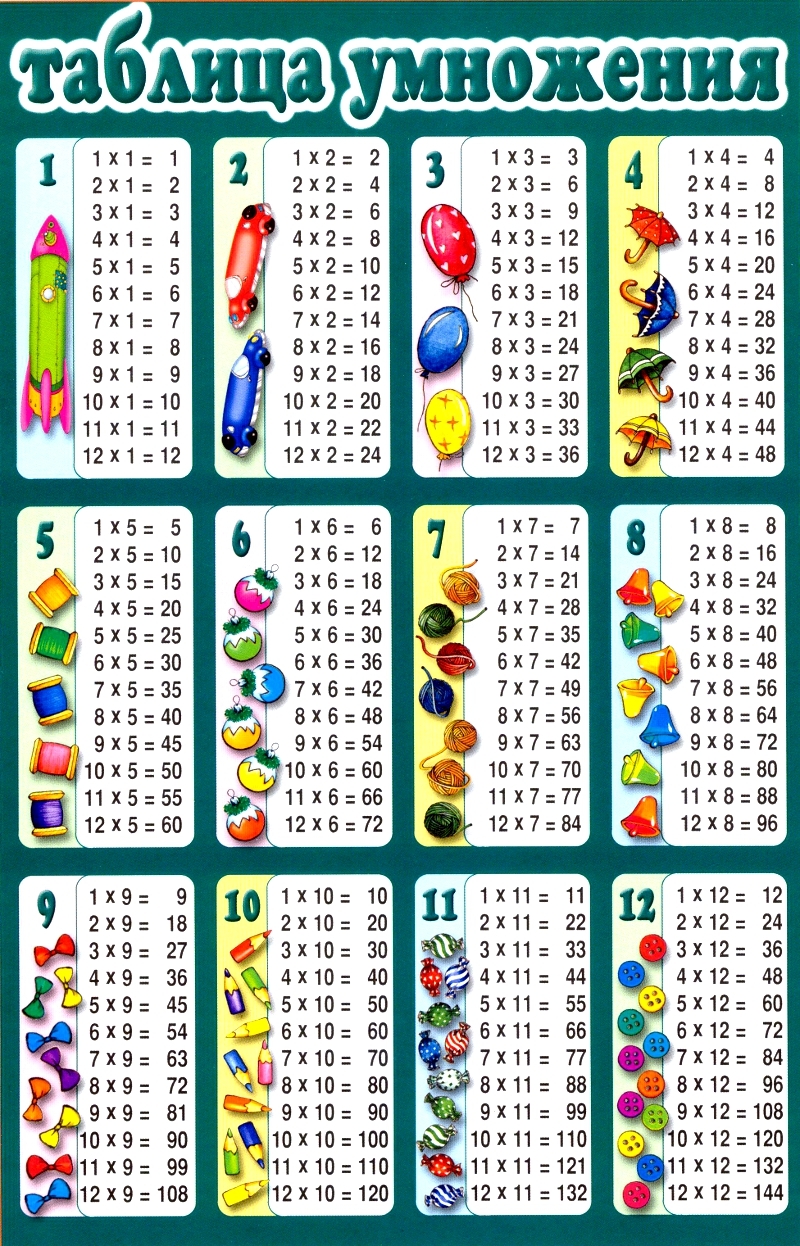 таблица умножения
1
1 x 1 = 1
2 x 1 = 2
3 x 1 = 3
4 x 1 = 4
5 x 1 = 5
6 x 1 = 6
7 x 1 = 7
8 x 1 = 8
9 x 1 = 9
10 x 1 = 10
11 x 1 = 11
12 x 1 = 12
2
1 x 2 = 2
2 x 2 = 4
3 x 2 = 6
4 x 2 = 8
5 x 2 = 10
6 x 2 = 12
7 x 2 = 14
8 x 2 = 16
9 x 2 = 18
10 x 2 = 20
11 x 2 = 22
12 x 2 = 24
3
1 x 3 = 3
2 x 3 = 6
3 x 3 = 9
4 x 3 = 12
5 x 3 = 15
6 x 3 = 18
7 x 3 = 21
8 x 3 = 24
9 x 3 = 27
10 x 3 = 30
11 x 3 = 33
12 x 3 = 36
4
1 x 4 = 4
2 x 4 = 8
3 x 4 = 12
4 x 4 = 16
5 x 4 = 20
6 x 4 = 24
7 x 4 = 28
8 x 4 = 32
9 x 4 = 36
10 x 4 = 40
11 x 4 = 44
12 x 4 = 48
5
1 x 5 = 5
2 x 5 = 10
3 x 5 = 15
4 x 5 = 20
5 x 5 = 25
6 x 5 = 30
7 x 5 = 35
8 x 5 = 40
9 x 5 = 45
10 x 5 = 50
11 x 5 = 55
12 x 5 = 60
6
1 x 6 = 6
2 x 6 = 12
3 x 6 = 18
4 x 6 = 24
5 x 6 = 30
6 x 6 = 36
7 x 6 = 42
8 x 6 = 48
9 x 6 = 54
10 x 6 = 60
11 x 6 = 66
12 x 6 = 72
7
1 x 7 = 7
2 x 7 = 14
3 x 7 = 21
4 x 7 = 28
5 x 7 = 35
6 x 7 = 42
7 x 7 = 49
8 x 7 = 56
9 x 7 = 63
10 x 7 = 70
11 x 7 = 77
12 x 7 = 84
8
1 x 8 = 8
2 x 8 = 16
3 x 8 = 24
4 x 8 = 32
5 x 8 = 40
6 x 8 = 48
7 x 8 = 56
8 x 8 = 64
9 x 8 = 72
10 x 8 = 80
11 x 8 = 88
12 x 8 = 96
9
1 x 9 = 9
2 x 9 = 18
3 x 9 = 27
4 x 9 = 36
5 x 9 = 45
6 x 9 = 54
7 x 9 = 63
8 x 9 = 72
9 x 9 = 81
10 x 9 = 90
11 x 9 = 99
12 x 9 = 108
10
1 x 10 = 10
2 x 10 = 20
3 x 10 = 30
4 x 10 = 40
5 x 10 = 50
6 x 10 = 60
7 x 10 = 70
8 x 10 = 80
9 x 10 = 90
10 x 10 = 100
11 x 10 = 110
12 x 10 = 120
11
1 x 11 = 11
2 x 11 = 22
3 x 11 = 33
4 x 11 = 44
5 x 11 = 55
6 x 11 = 66
7 x 11 = 77
8 x 11 = 88
9 x 11 = 99
10 x 11 = 110
11 x 11 = 121
12 x 11 = 132
12
1 x 12 = 12
2 x 12 = 24
3 x 12 = 36
4 x 12 = 48
5 x 12 = 60
6 x 12 = 72
7 x 12 = 84
8 x 12 = 96
9 x 12 = 108
10 x 12 = 120
11 x 12 = 132
12 x 12 = 144